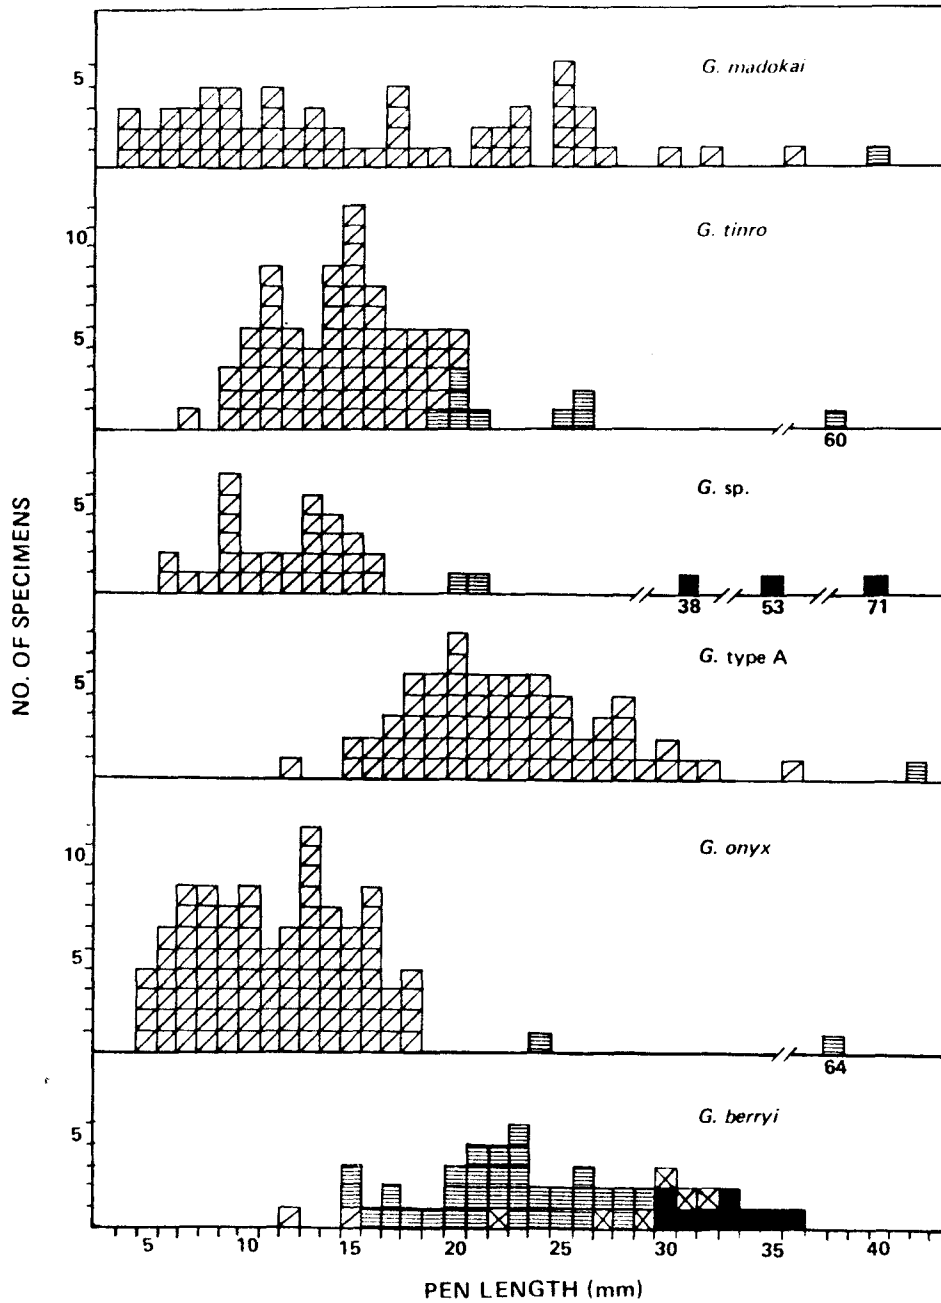 5
G. madokai
10
5
G. tinro
60
5
G. sp.
38 53 71
5
G. type A
10
5
G. onyx
64
5
G. berryi
NO. OF SPECIMENS
5 10 15 20 25 30 35 40
PEN LENGTH (mm)